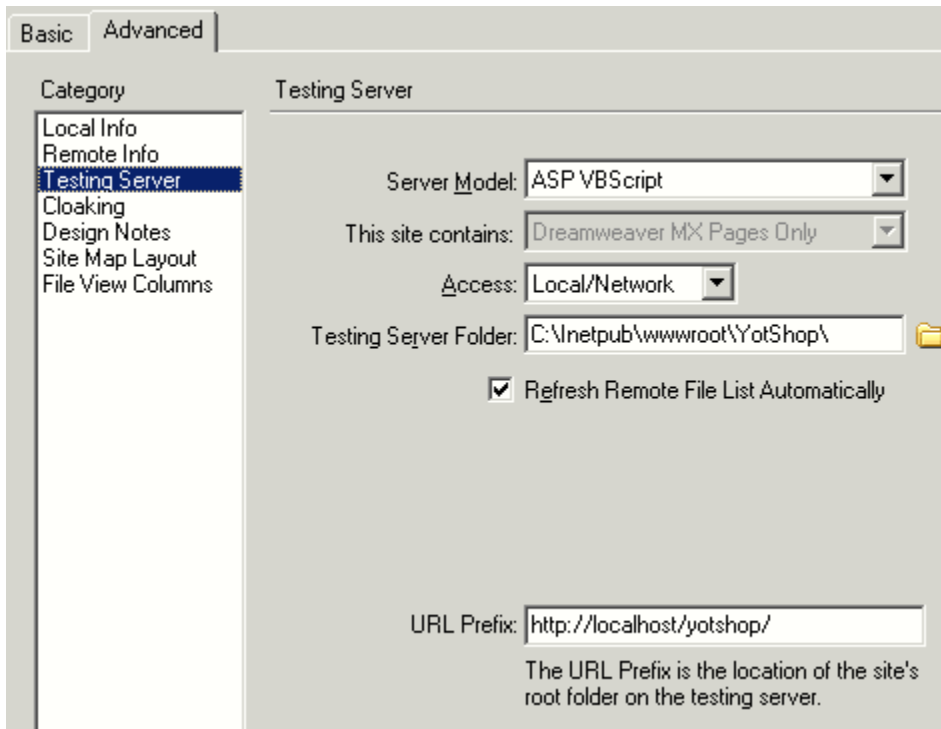 Basic
Advanced
Category
Testing Server
Local Info
Remote Info
Testing Server
Cloaking
Design Notes
Site Map Layout
File View Columns
Server Model: ASP VBScript
This site contains: Dreamweaver MX Pages Only
Access: Local/Network
Testing Server Folder: C:\Inetpub\wwwroot\YotShop\
Refresh Remote File List Automatically
URL Prefix: http://localhost/yotshop/
The URL Prefix is the location of the site's
root folder on the testing server.